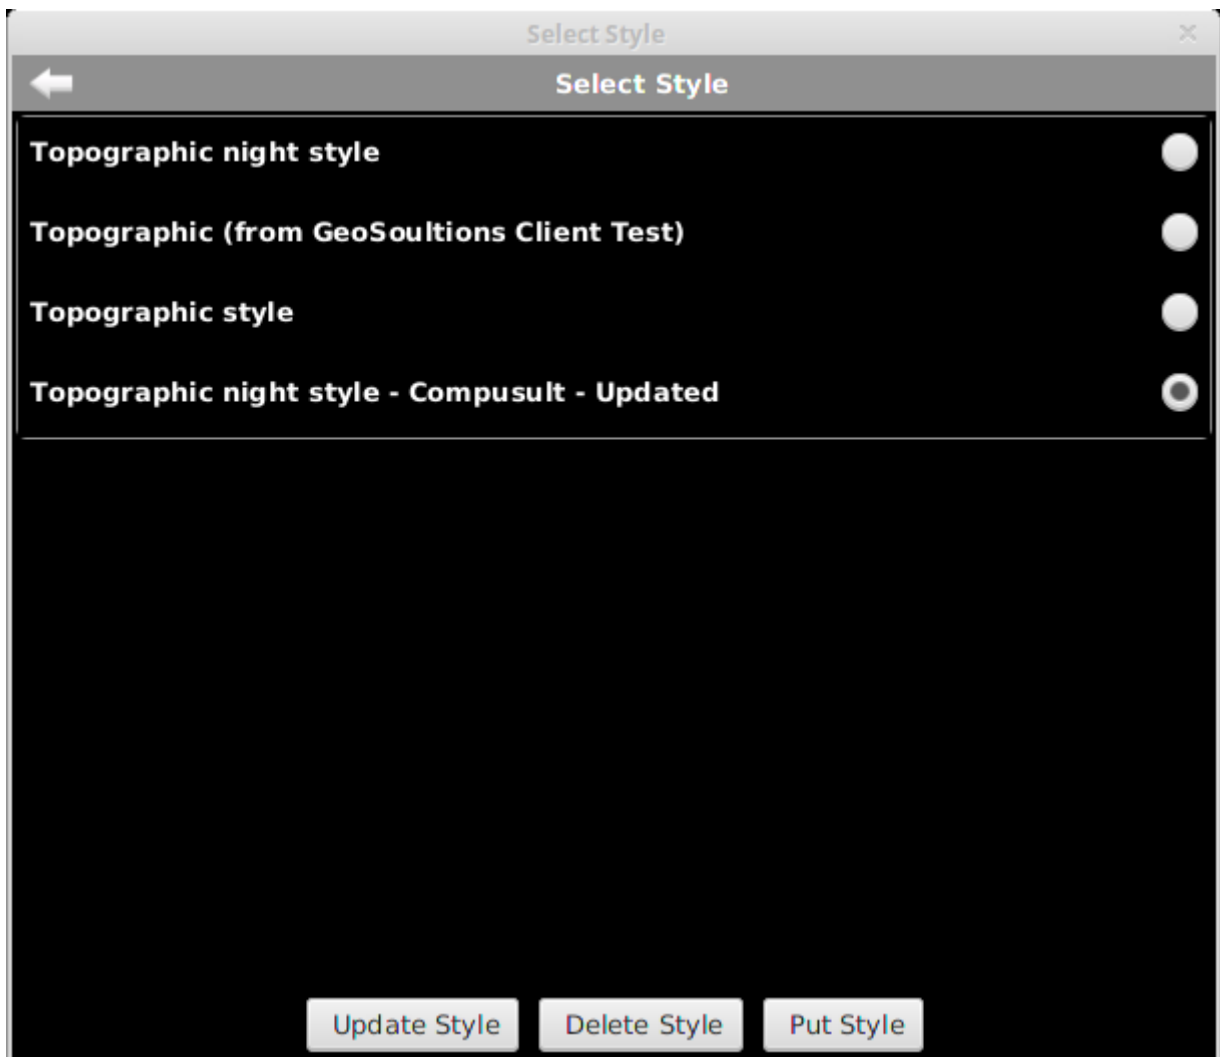 Select Style
Select Style
Topographic night style
Topographic (from GeoSoultions Client Test)
Topographic style
Topographic night style - Compusult - Updated
Update Style Delete Style Put Style